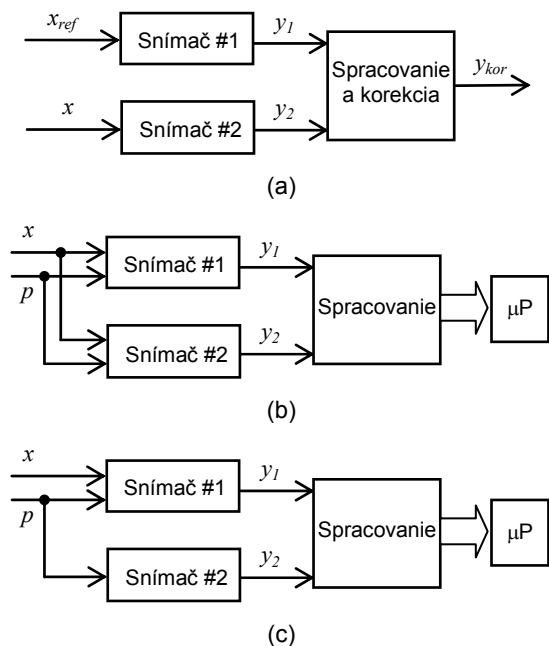 x_ref Snímač #1 y_1 Spracovanie a korekcia y_kor
x Snímač #2 y_2
(a)
x
p
Snímač #1 y_1
Spracovanie
μP
Snímač #2 y_2
(b)
x
p
Snímač #1 y_1
Spracovanie
μP
Snímač #2 y_2
(c)